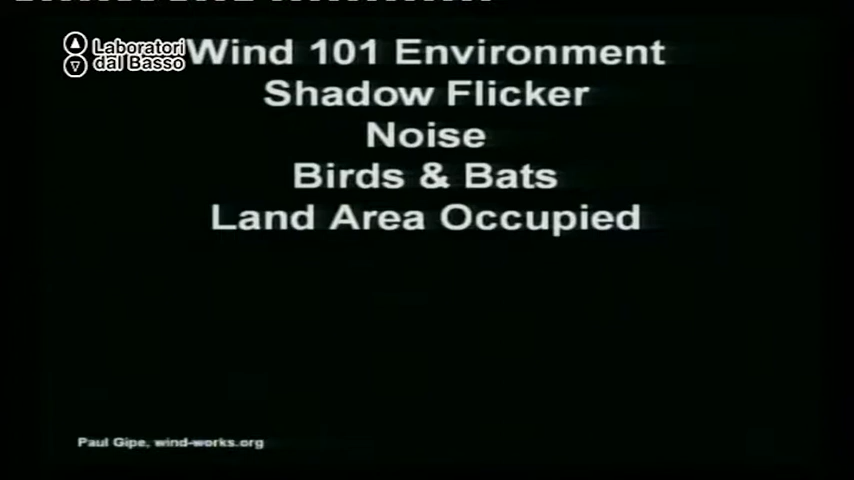 Laboratori
dal Basso
Wind 101 Environment
Shadow Flicker
Noise
Birds & Bats
Land Area Occupied
Paul Gipe, wind-works.org